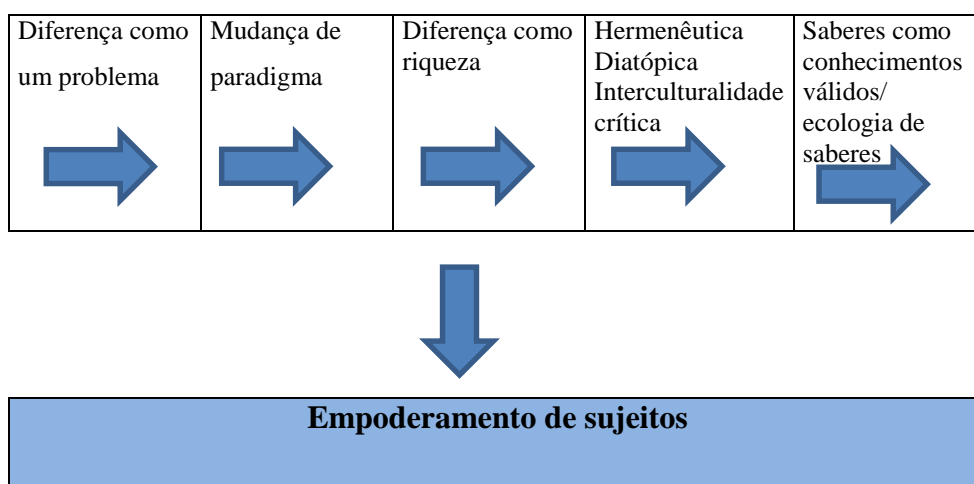 Diferença como
um problema
Mudança de
paradigma
Diferença como
riqueza
Hermenêutica
Diatópica
Interculturalidade
crítica
Saberes como
conhecimentos
válidos/
ecologia de
saberes
Empoderamento de sujeitos